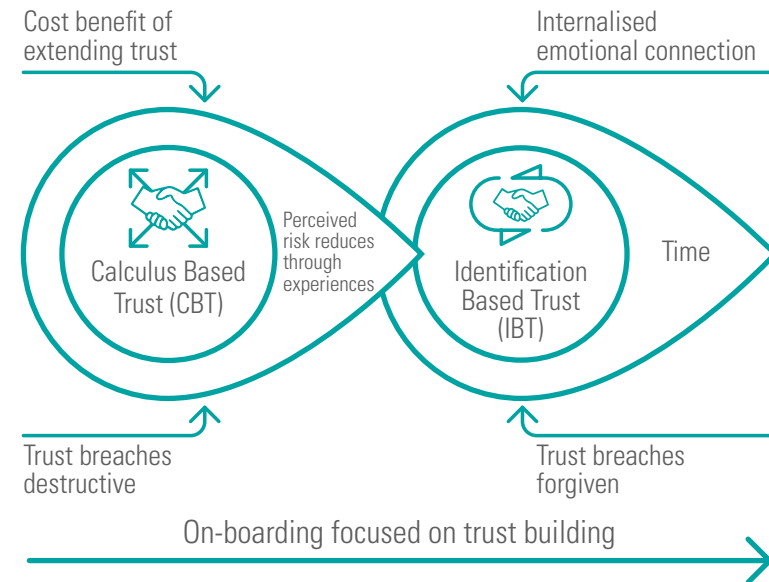 Cost benefit of
extending trust
Internalised
emotional connection
Calculus Based
Trust (CBT)
Perceived
risk reduces
through
experiences
Identification
Based Trust
(IBT)
Time
Trust breaches
destructive
Trust breaches
forgiven
On-boarding focused on trust building